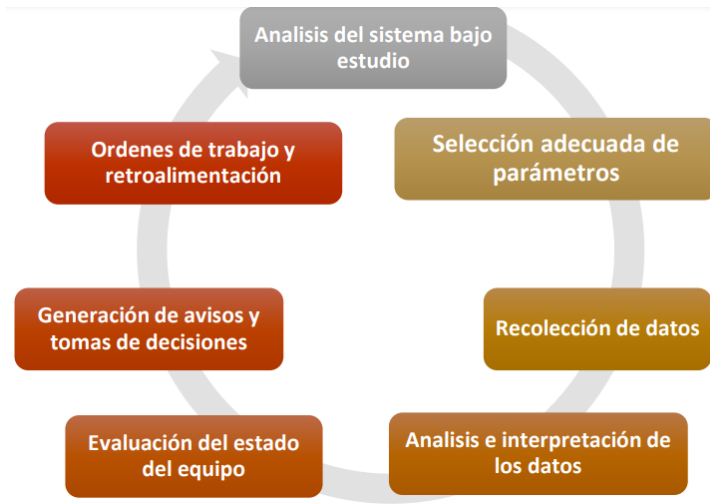 Analisis del sistema bajo
estudio
Selección adecuada de
parámetros
Recolección de datos
Analisis e interpretación de
los datos
Evaluación del estado
del equipo
Generación de avisos y
tomas de decisiones
Ordenes de trabajo y
retroalimentación